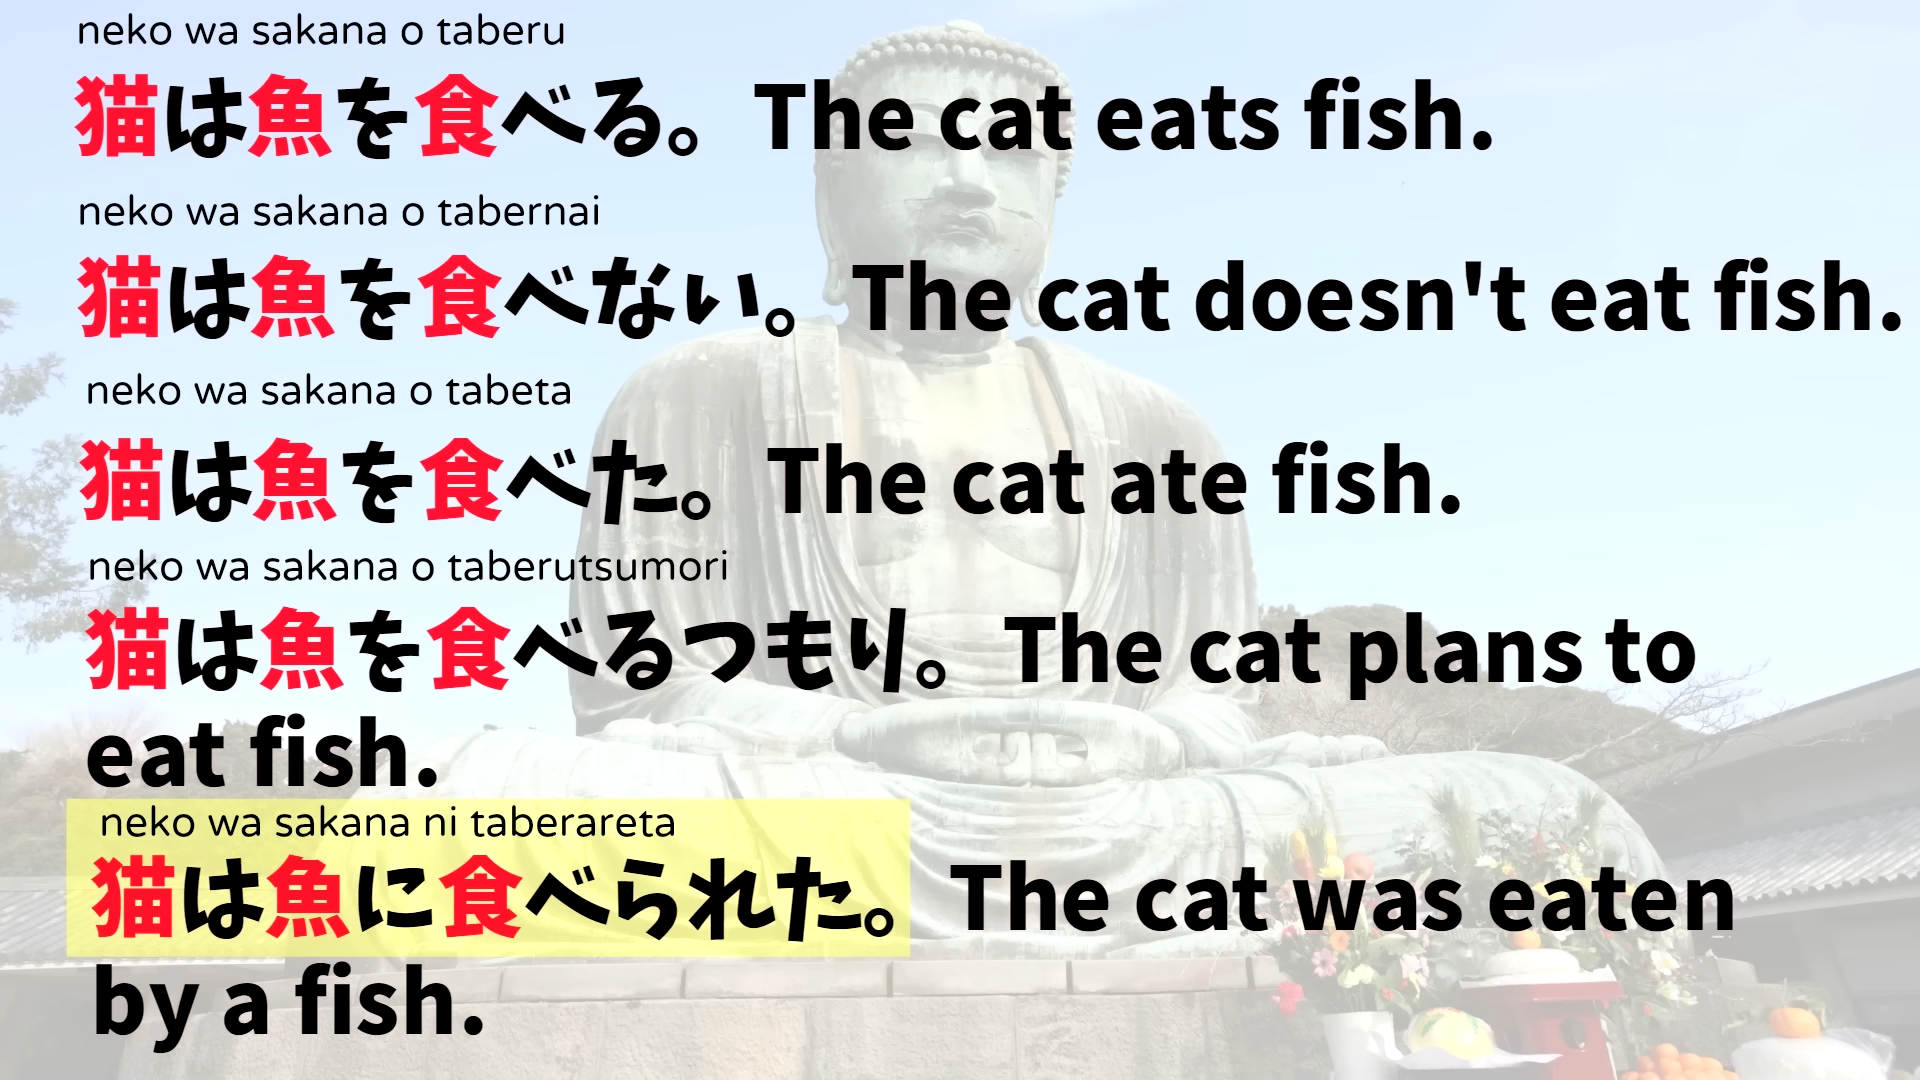 neko wa sakana o taberu
猫は魚を食べる。The cat eats fish.
neko wa sakana o tabernai
猫は魚を食べない。The cat doesn't eat fish.
neko wa sakana o tabeta
猫は魚を食べた。The cat ate fish.
neko wa sakana o taberutsumori
猫は魚を食べるつもり。The cat plans to
eat fish.
neko wa sakana ni taberareta
猫は魚に食べられた。The cat was eaten
by a fish.